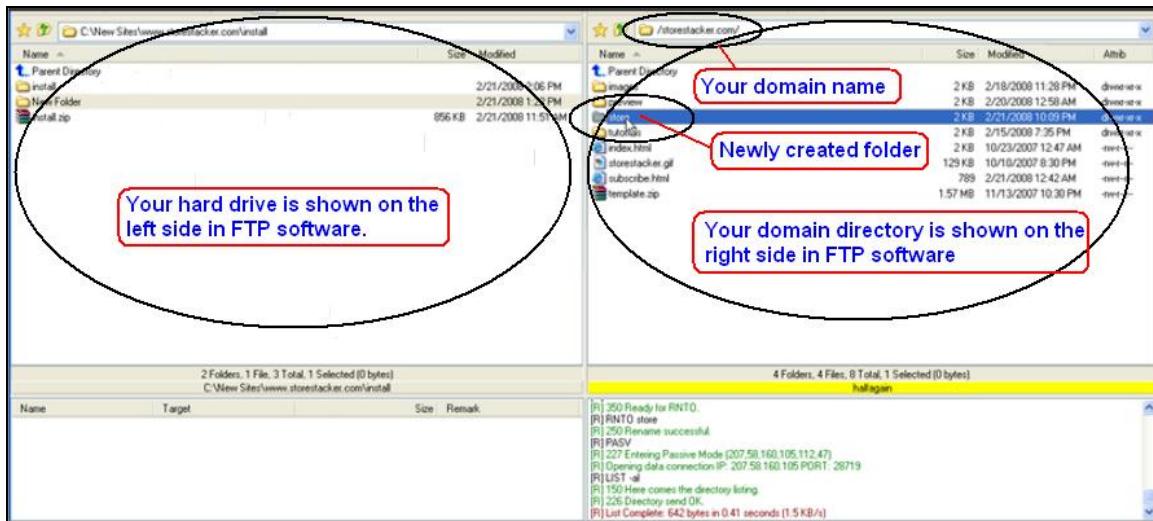 C:\New Sites\www.storestacker.com\install
Name Size Modified
Parent Directory
install 2/21/2008 2:06 PM
New Folder 2/21/2008 1:23 PM
install.zip 856 KB 2/21/2008 11:51 AM
Your hard drive is shown on the
left side in FTP software.
2 Folders, 1 File, 3 Total, 1 Selected (0 bytes)
C:\New Sites\www.storestacker.com\install
Name Target Size Remark
/storestacker.com/
Name Size Modified Attrib
Parent Directory
images 2 KB 2/18/2008 11:28 PM
preview 2 KB 2/20/2008 12:58 AM
store 2 KB 2/21/2008 10:09 PM
tutorials 2 KB 2/15/2008 7:35 PM
index.html 2 KB 10/23/2007 12:47 AM
storestacker.gif 129 KB 10/10/2007 8:30 PM
subscribe.html 789 2/21/2008 12:42 AM
template.zip 1.57 MB 11/13/2007 10:30 PM
Your domain name
Newly created folder
Your domain directory is shown on the
right side in FTP software
4 Folders, 4 Files, 8 Total, 1 Selected (0 bytes)
hallagain
[R] 350 Ready for RNTO.
[R] RNTO store
[R] 250 Rename successful.
[R] PASV
[R] 227 Entering Passive Mode (207,58,160,105,112,47)
[R] Opening data connection IP: 207.58.160.105 PORT: 28719
[R] LIST -al
[R] 150 Here comes the directory listing.
[R] 226 Directory send OK.
[R] List Complete: 642 bytes in 0.41 seconds (1.5 KB/s)